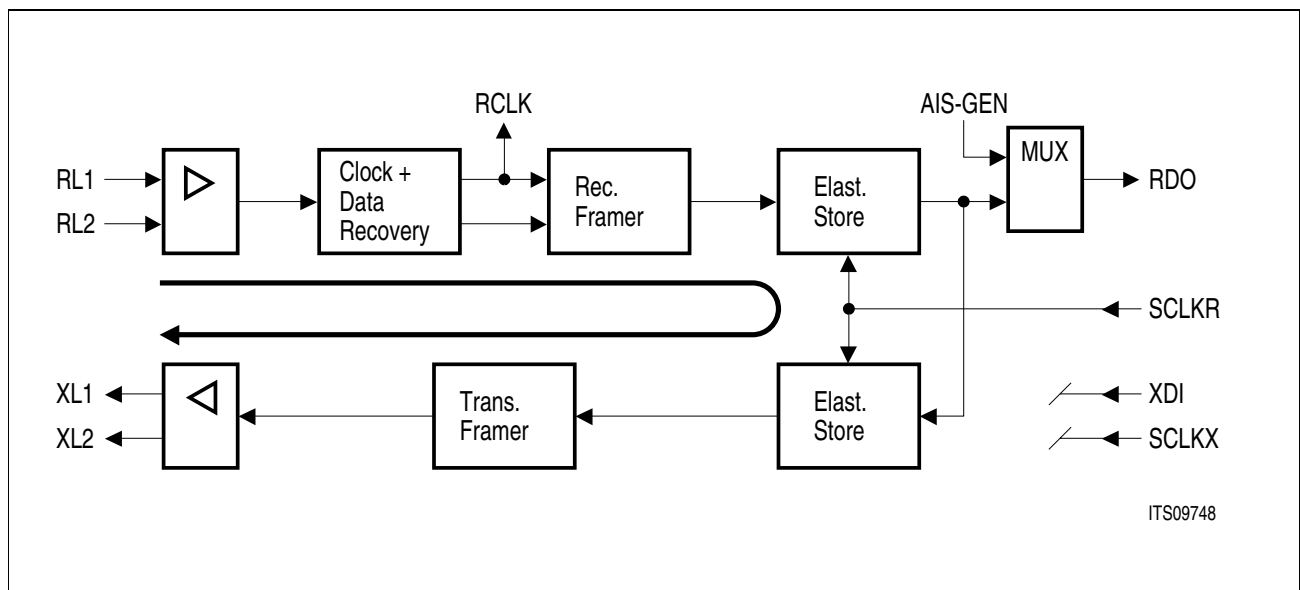 RCLK
AIS-GEN
MUX
RL1
RL2
Clock +
Data
Recovery
Rec.
Framer
Elast.
Store
RDO
SCLKR
XL1
XL2
Trans.
Framer
Elast.
Store
XDI
SCLKX
ITS09748